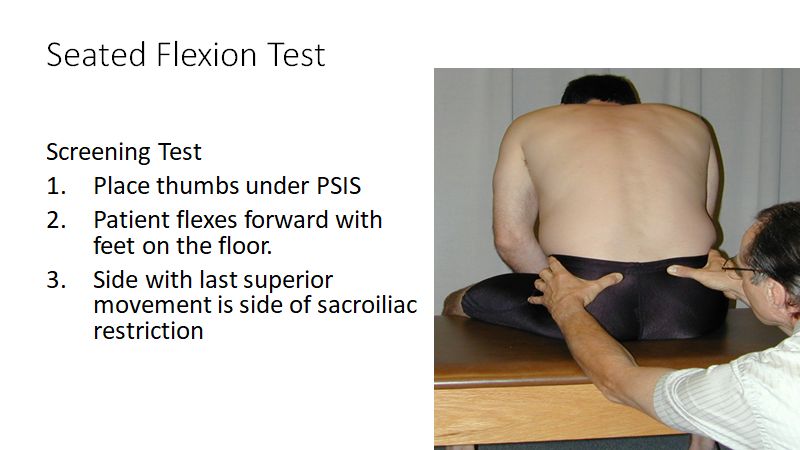 Seated Flexion Test
Screening Test
1. Place thumbs under PSIS
2. Patient flexes forward with
feet on the floor.
3. Side with last superior
movement is side of sacroiliac
restriction